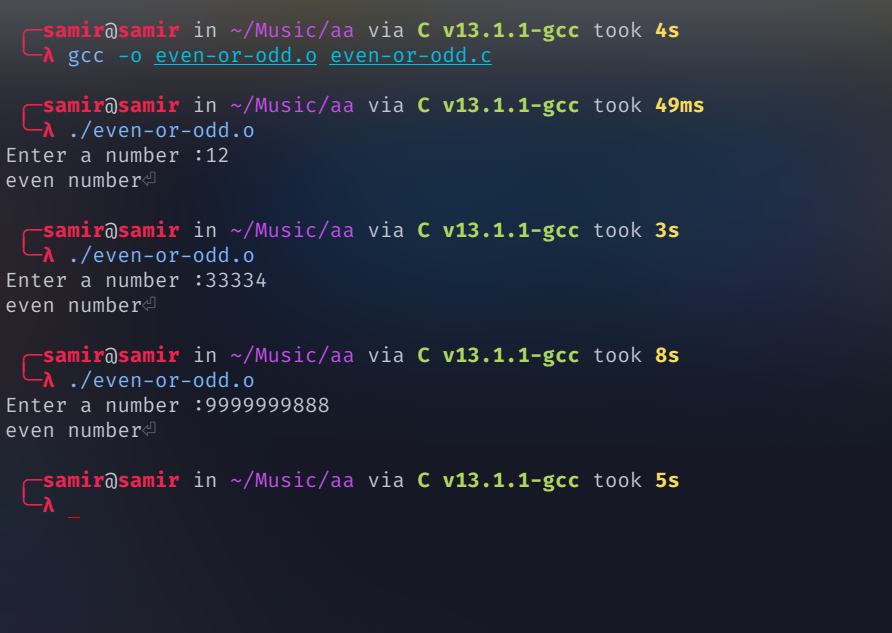 samir@samir in ~/Music/aa via C v13.1.1-gcc took 4s
λ gcc -o even-or-odd.o even-or-odd.c
samir@samir in ~/Music/aa via C v13.1.1-gcc took 49ms
λ ./even-or-odd.o
Enter a number :12
even number⏎
samir@samir in ~/Music/aa via C v13.1.1-gcc took 3s
λ ./even-or-odd.o
Enter a number :33334
even number⏎
samir@samir in ~/Music/aa via C v13.1.1-gcc took 8s
λ ./even-or-odd.o
Enter a number :9999999888
even number⏎
samir@samir in ~/Music/aa via C v13.1.1-gcc took 5s
λ _